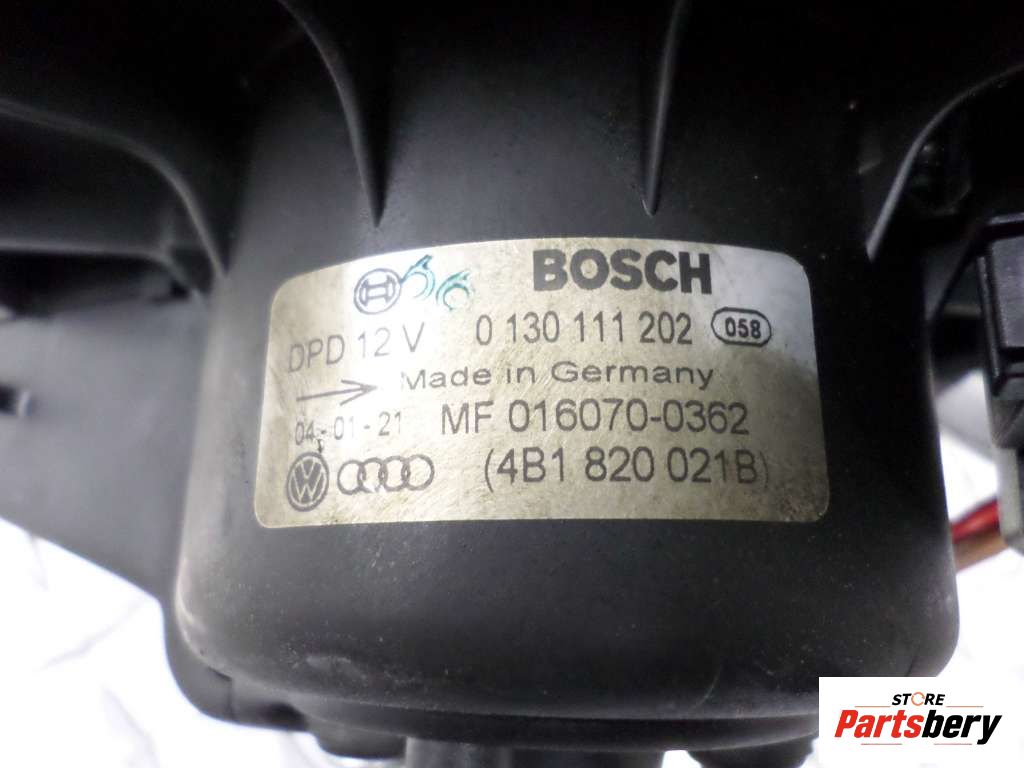 BOSCH
DPD 12 V 0 130 111 202 058
Made in Germany
04-01-21 MF 016070-0362
(4B1 820 021B)
STORE
Partsbery